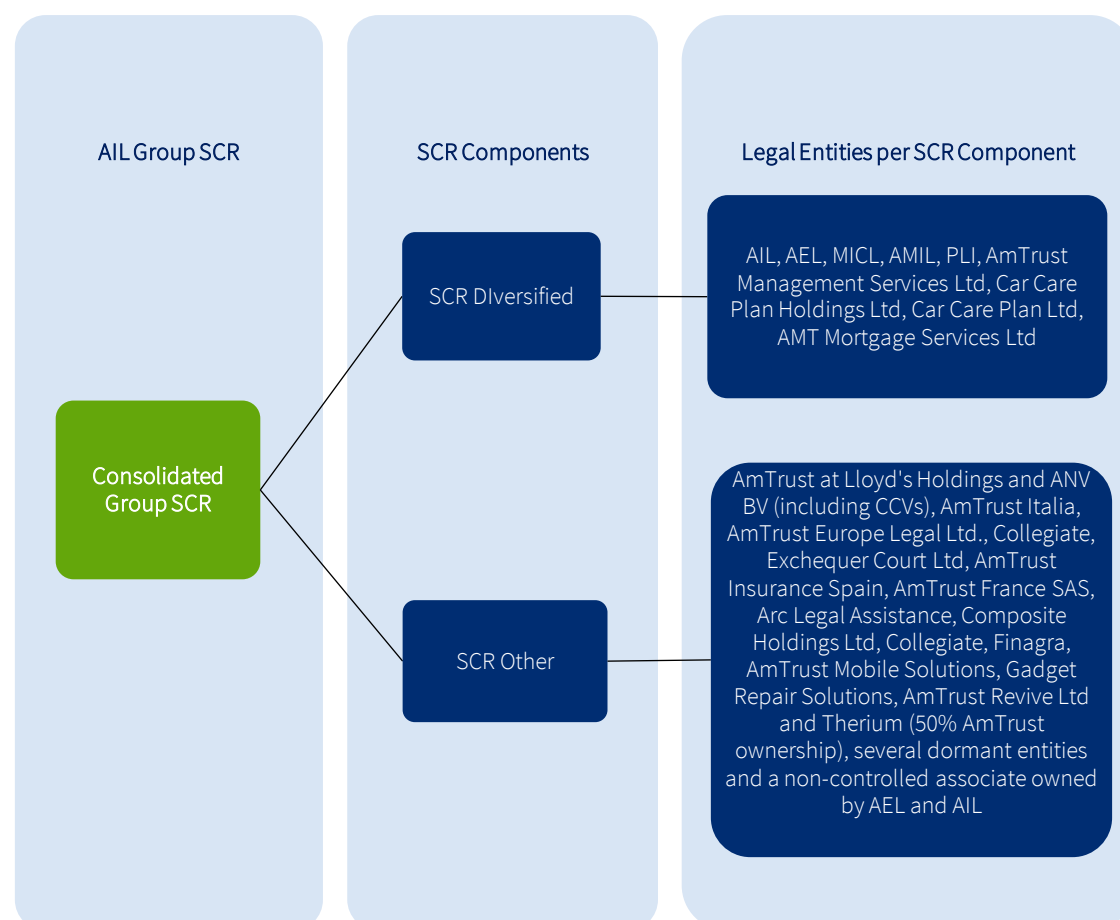 AIL Group SCR
SCR Components
Legal Entities per SCR Component
Consolidated
Group SCR
SCR DIversified
SCR Other
AIL, AEL, MICL, AMIL, PLI, AmTrust
Management Services Ltd, Car Care
Plan Holdings Ltd, Car Care Plan Ltd,
AMT Mortgage Services Ltd
AmTrust at Lloyd's Holdings and ANV
BV (including CCVs), AmTrust Italia,
AmTrust Europe Legal Ltd., Collegiate,
Exchequer Court Ltd, AmTrust
Insurance Spain, AmTrust France SAS,
Arc Legal Assistance, Composite
Holdings Ltd, Collegiate, Finagra,
AmTrust Mobile Solutions, Gadget
Repair Solutions, AmTrust Revive Ltd
and Therium (50% AmTrust
ownership), several dormant entities
and a non-controlled associate owned
by AEL and AIL